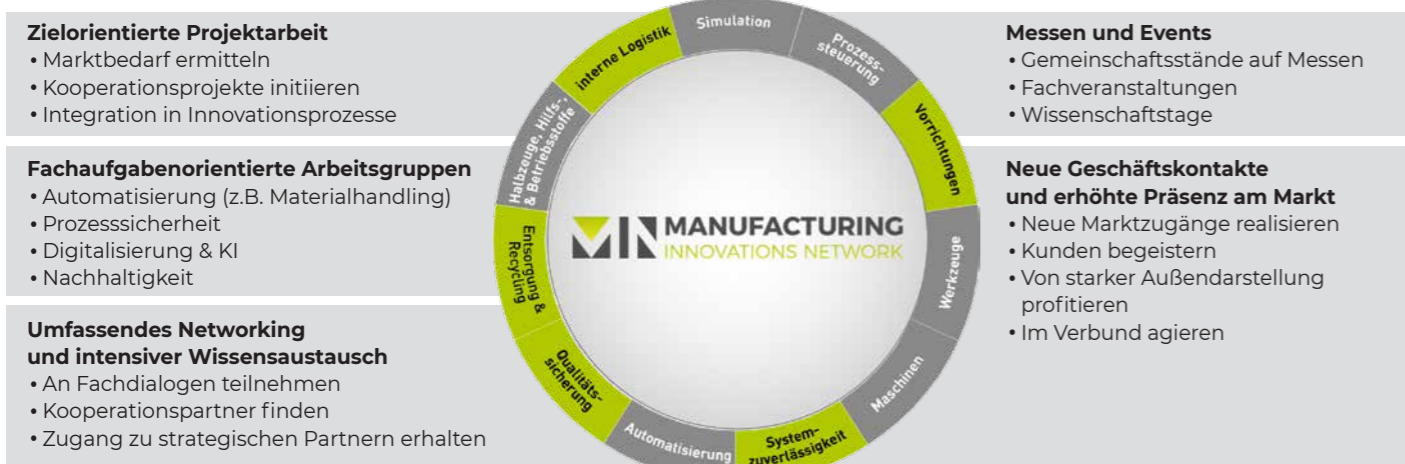 Zielorientierte Projektarbeit
• Marktbedarf ermitteln
• Kooperationsprojekte initiieren
• Integration in Innovationsprozesse
Fachaufgabenorientierte Arbeitsgruppen
• Automatisierung (z.B. Materialhandling)
• Prozesssicherheit
• Digitalisierung & KI
• Nachhaltigkeit
Umfassendes Networking
und intensiver Wissensaustausch
• An Fachdialogen teilnehmen
• Kooperationspartner finden
• Zugang zu strategischen Partnern erhalten
Simulation
Prozess-
steuerung
Vorrichtungen
Werkzeuge
Maschinen
System-
zuverlässigkeit
Automatisierung
Qualitäts-
sicherung
Entsorgung &
Recycling
Halbzeuge, Hilfs-,
& Betriebsstoffe
interne Logistik
MIN MANUFACTURING
INNOVATIONS NETWORK
Messen und Events
• Gemeinschaftsstände auf Messen
• Fachveranstaltungen
• Wissenschaftstage
Neue Geschäftskontakte
und erhöhte Präsenz am Markt
• Neue Marktzugänge realisieren
• Kunden begeistern
• Von starker Außendarstellung
profitieren
• Im Verbund agieren